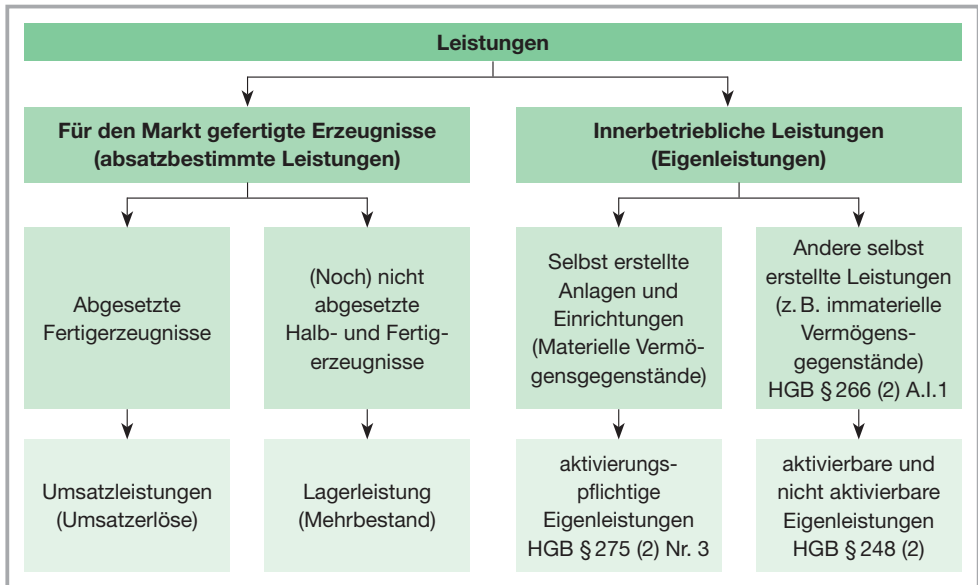 Leistungen
Für den Markt gefertigte Erzeugnisse
(absatzbestimmte Leistungen)
Innerbetriebliche Leistungen
(Eigenleistungen)
Abgesetzte
Fertigerzeugnisse
(Noch) nicht
abgesetzte
Halb- und Fertig-
erzeugnisse
Selbst erstellte
Anlagen und
Einrichtungen
(Materielle Vermö-
gensgegenstände)
Andere selbst
erstellte Leistungen
(z. B. immaterielle
Vermögens-
gegenstände)
HGB § 266 (2) A.I.1
Umsatzleistungen
(Umsatzerlöse)
Lagerleistung
(Mehrbestand)
aktivierungs-
pflichtige
Eigenleistungen
HGB § 275 (2) Nr. 3
aktivierbare und
nicht aktivierbare
Eigenleistungen
HGB § 248 (2)